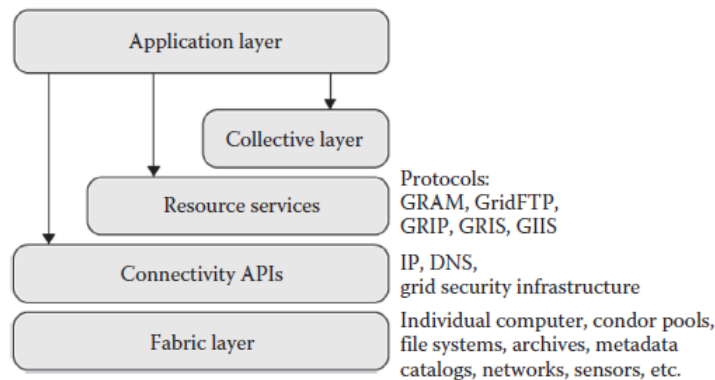 Application layer
Collective layer
Resource services
Protocols:
GRAM, GridFTP,
GRIP, GRIS, GIIS
Connectivity APIs
IP, DNS,
grid security infrastructure
Fabric layer
Individual computer, condor pools,
file systems, archives, metadata
catalogs, networks, sensors, etc.